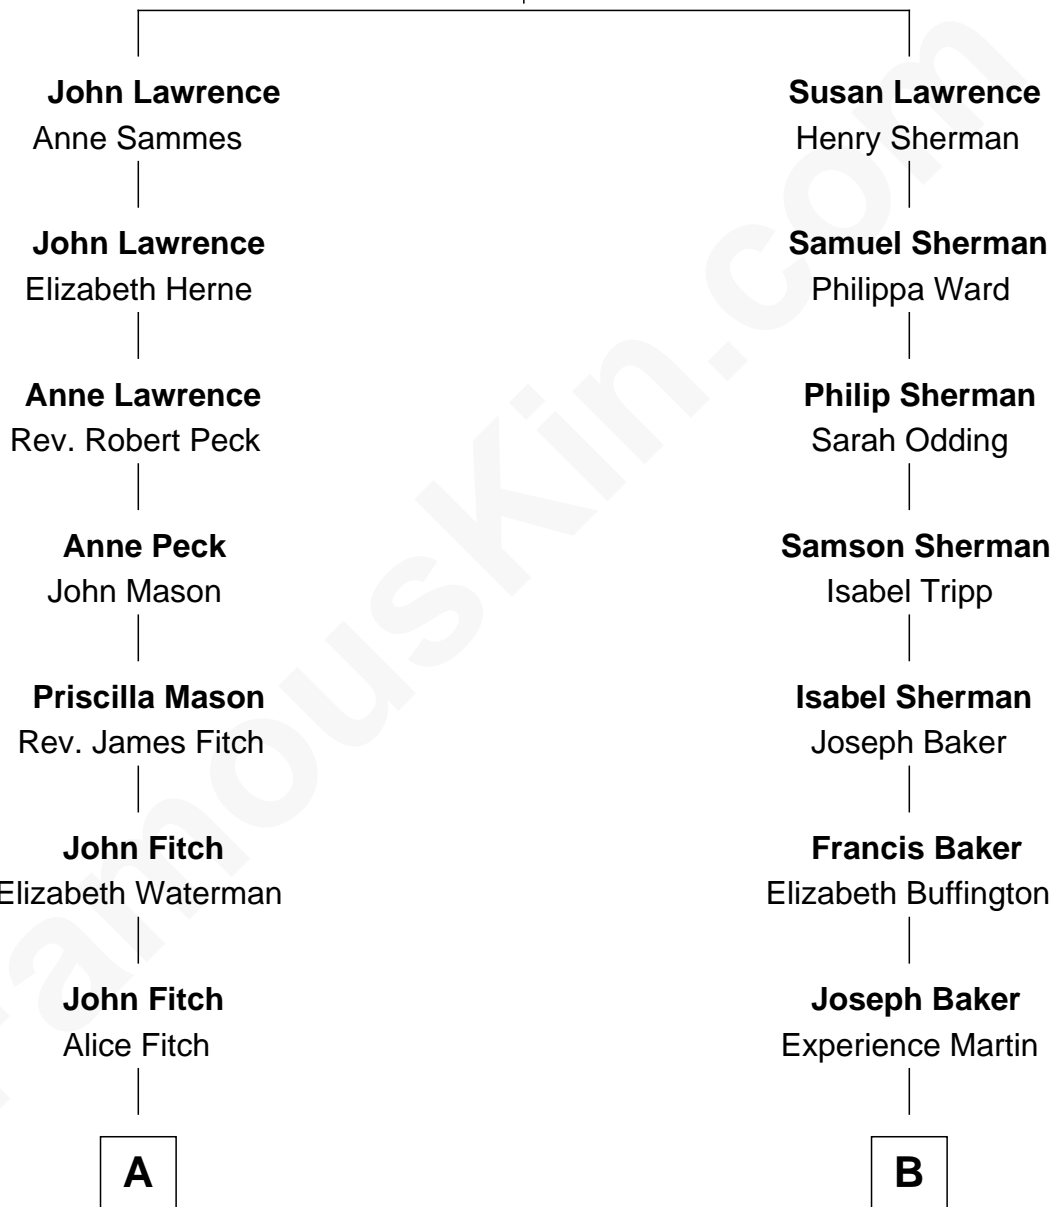 John Lawrence
Anne Sammes
John Lawrence
Elizabeth Herne
Anne Lawrence
Rev. Robert Peck
Anne Peck
John Mason
Priscilla Mason
Rev. James Fitch
John Fitch
Elizabeth Waterman
John Fitch
Alice Fitch
A
Susan Lawrence
Henry Sherman
Samuel Sherman
Philippa Ward
Philip Sherman
Sarah Odding
Samson Sherman
Isabel Tripp
Isabel Sherman
Joseph Baker
Francis Baker
Elizabeth Buffington
Joseph Baker
Experience Martin
B
FamousKin.com